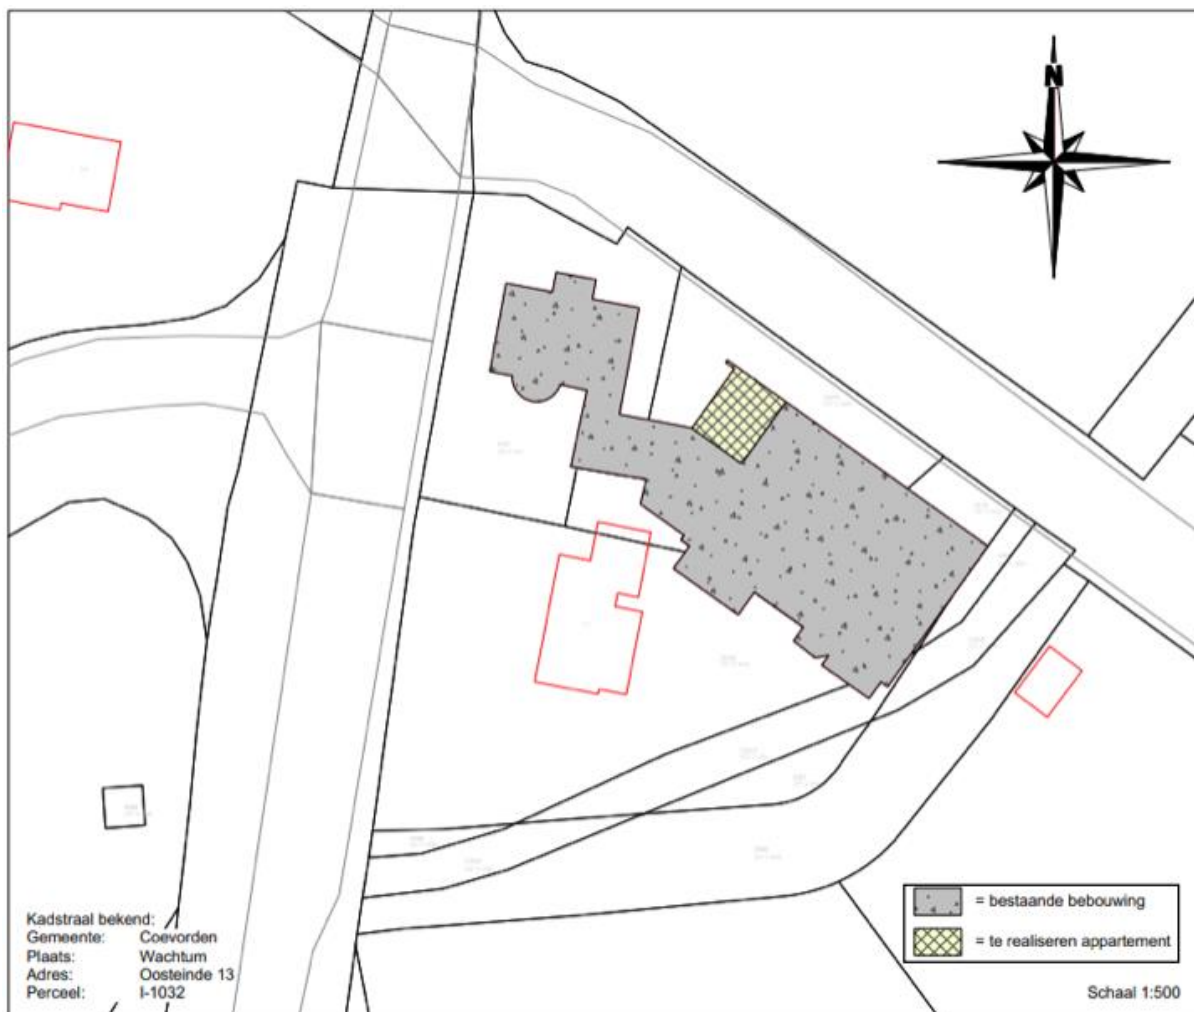 N
= bestaande bebouwing
= te realiseren appartement
Schaal 1:500
Kadstraal bekend:
Gemeente: Coevorden
Plaats: Wachtum
Adres: Oosteinde 13
Perceel: I-1032